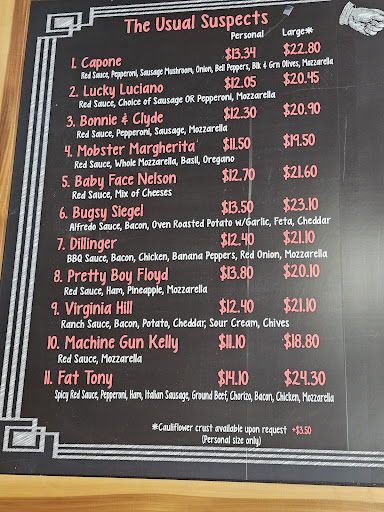 The Usual Suspects
Personal Large*
1. Capone $13.34 $22.80
Red Sauce, Pepperoni, Sausage Mushroom, Onion, Bell Peppers, Blk & Grn Olives, Mozzarella
2. Lucky Luciano $12.05 $20.45
Red Sauce, Choice of Sausage OR Pepperoni, Mozzarella
3. Bonnie & Clyde $12.30 $20.90
Red Sauce, Pepperoni, Sausage, Mozzarella
4. Mobster Margherita $11.50 $19.50
Red Sauce, Whole Mozzarella, Basil, Oregano
5. Baby Face Nelson $12.70 $21.60
Red Sauce, Mix of Cheeses
6. Bugsy Siegel $13.50 $23.10
Alfredo Sauce, Bacon, Oven Roasted Potato w/Garlic, Feta, Cheddar
7. Dillinger $12.40 $21.10
BBQ Sauce, Bacon, Chicken, Banana Peppers, Red Onion, Mozzarella
8. Pretty Boy Floyd $13.80 $20.10
Red Sauce, Ham, Pineapple, Mozzarella
9. Virginia Hill $12.40 $21.10
Ranch Sauce, Bacon, Potato, Cheddar, Sour Cream, Chives
10. Machine Gun Kelly $11.10 $18.80
Red Sauce, Mozzarella
11. Fat Tony $14.10 $24.30
Spicy Red Sauce, Pepperoni, Ham, Italian Sausage, Ground Beef, Chorizo, Bacon, Chicken, Mozzarella
*Cauliflower crust available upon request +$3.50
(Personal size only)